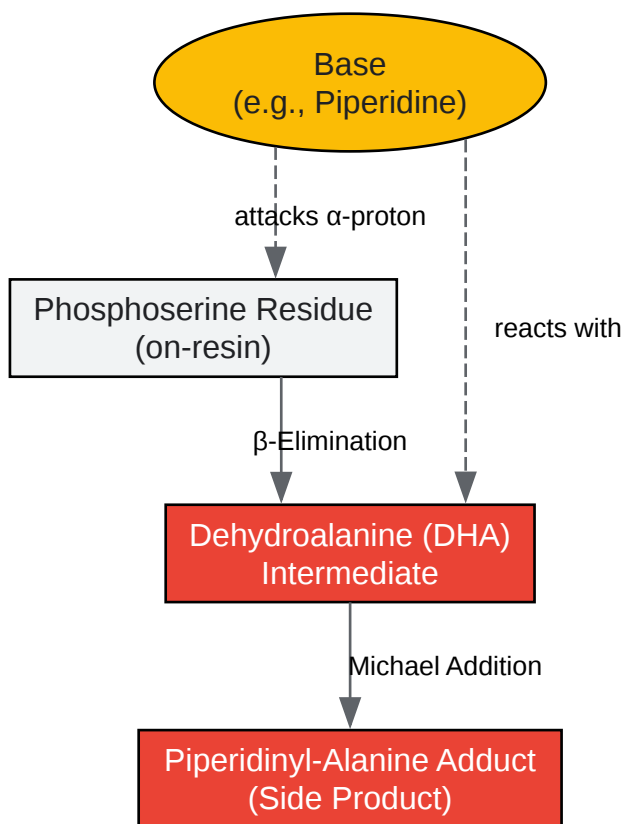 Base
(e.g., Piperidine)
attacks α-proton
Phosphoserine Residue
(on-resin)
reacts with
β-Elimination
Dehydroalanine (DHA)
Intermediate
Michael Addition
Piperidinyl-Alanine Adduct
(Side Product)